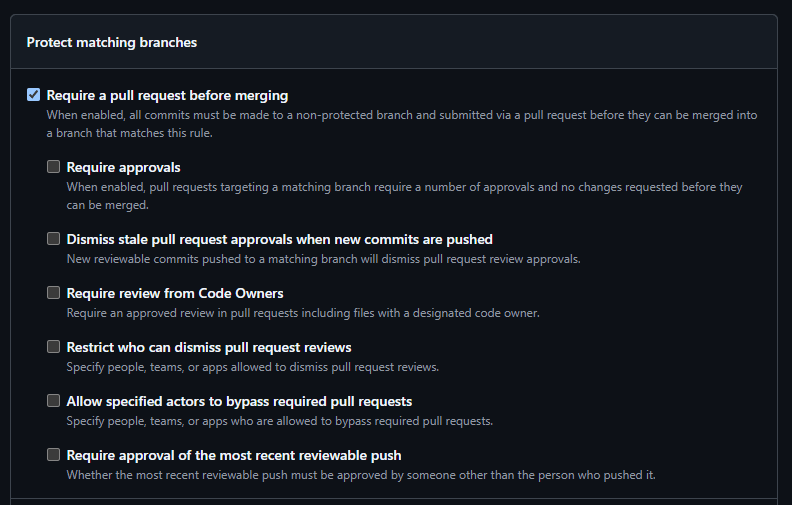 Protect matching branches
Require a pull request before merging
When enabled, all commits must be made to a non-protected branch and submitted via a pull request before they can be merged into
a branch that matches this rule.
Require approvals
When enabled, pull requests targeting a matching branch require a number of approvals and no changes requested before they
can be merged.
Dismiss stale pull request approvals when new commits are pushed
New reviewable commits pushed to a matching branch will dismiss pull request review approvals.
Require review from Code Owners
Require an approved review in pull requests including files with a designated code owner.
Restrict who can dismiss pull request reviews
Specify people, teams, or apps allowed to dismiss pull request reviews.
Allow specified actors to bypass required pull requests
Specify people, teams, or apps who are allowed to bypass required pull requests.
Require approval of the most recent reviewable push
Whether the most recent reviewable push must be approved by someone other than the person who pushed it.